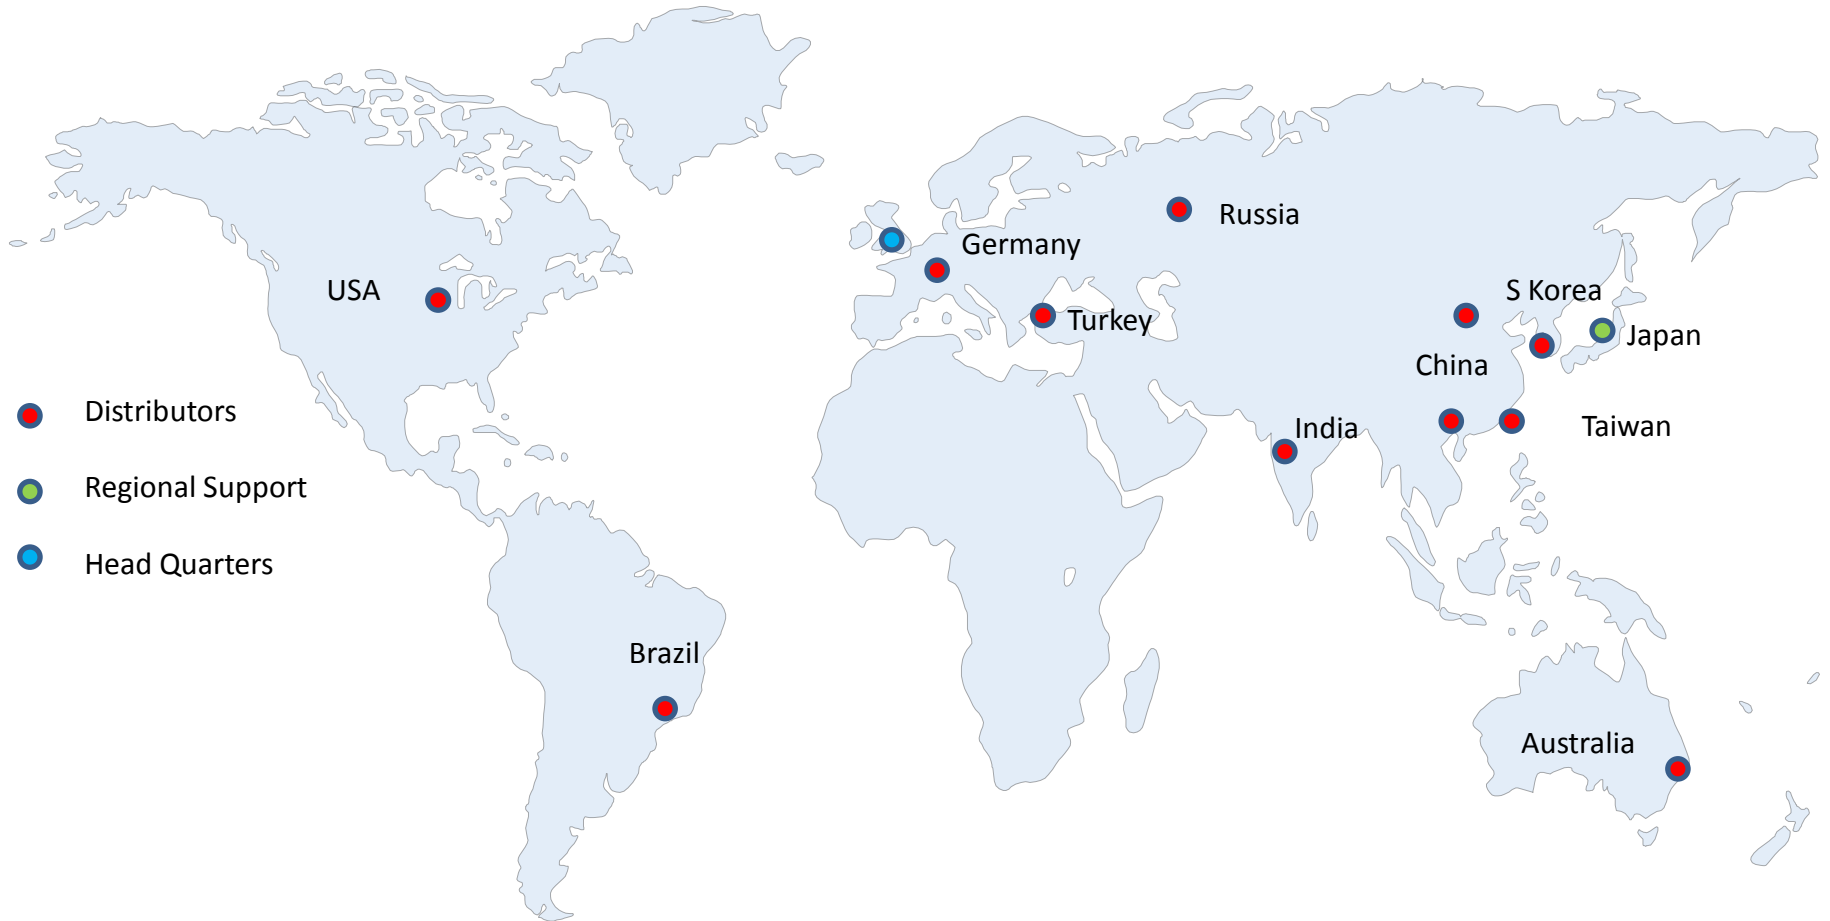 Russia
Germany
USA
S Korea
Turkey
Japan
China
Distributors
India
Taiwan
Regional Support
Head Quarters
Brazil
Australia